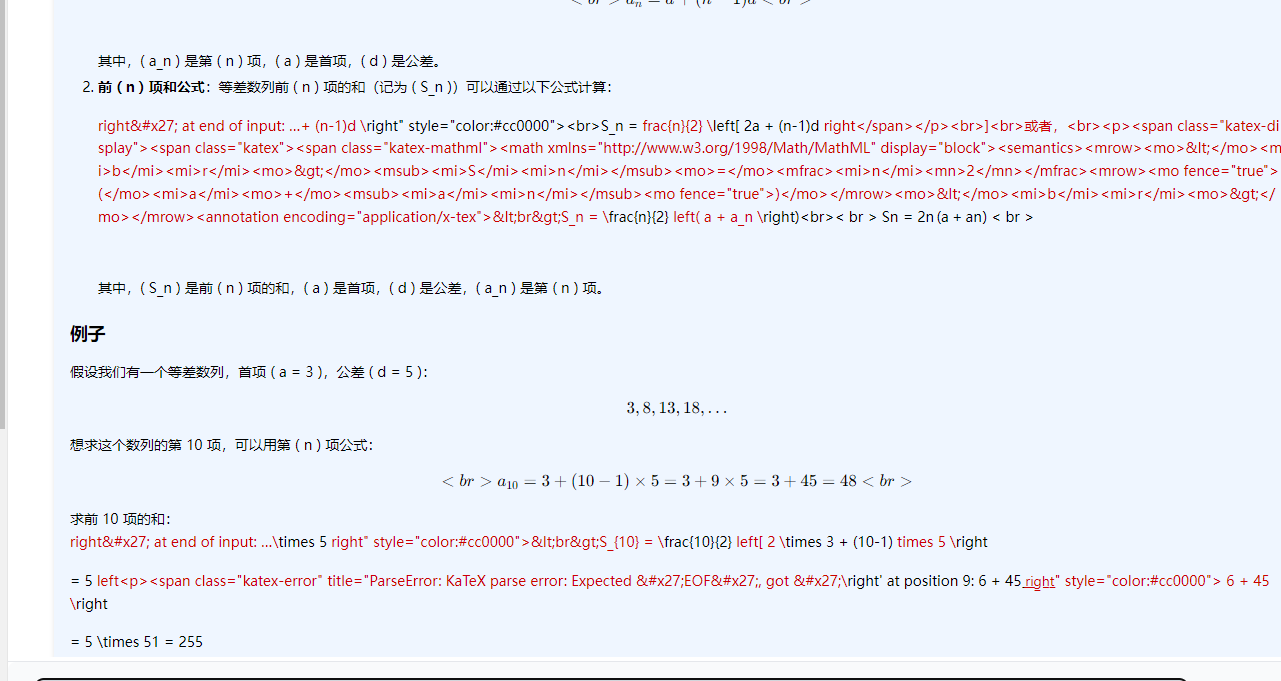 < br > aₙ = a + (n − 1)d < br >
其中，( a_n ) 是第 ( n ) 项，( a ) 是首项，( d ) 是公差。
2. 前 ( n ) 项和公式：等差数列前 ( n ) 项的和（记为 ( S_n )）可以通过以下公式计算：
right&#x27; at end of input: …+ (n-1)d \right" style="color:#cc0000"><br>S_n = frac{n}{2} \left[ 2a + (n-1)d right</span></p><br>]<br>或者，<br><p><span class="katex-di
splay"><span class="katex"><span class="katex-mathml"><math xmlns="http://www.w3.org/1998/Math/MathML" display="block"><semantics><mrow><mo>&lt;</mo><m
i>b</mi><mi>r</mi><mo>&gt;</mo><msub><mi>S</mi><mi>n</mi></msub><mo>=</mo><mfrac><mi>n</mi><mn>2</mn></mfrac><mrow><mo fence="true">
(</mo><mi>a</mi><mo>+</mo><msub><mi>a</mi><mi>n</mi></msub><mo fence="true">)</mo></mrow><mo>&lt;</mo><mi>b</mi><mi>r</mi><mo>&gt;</
mo></mrow><annotation encoding="application/x-tex">&lt;br&gt;S_n = \frac{n}{2} left( a + a_n \right)<br>< br > Sn = 2n (a + an) < br >
其中，( S_n ) 是前 ( n ) 项的和，( a ) 是首项，( d ) 是公差，( a_n ) 是第 ( n ) 项。
例子
假设我们有一个等差数列，首项 ( a = 3 )，公差 ( d = 5 )：
3, 8, 13, 18, …
想求这个数列的第 10 项，可以用第 ( n ) 项公式：
< br > a₁₀ = 3 + (10 − 1) × 5 = 3 + 9 × 5 = 3 + 45 = 48 < br >
求前 10 项的和：
right&#x27; at end of input: …\times 5 right" style="color:#cc0000">&lt;br&gt;S_{10} = \frac{10}{2} left[ 2 \times 3 + (10-1) times 5 \right
= 5 left<p><span class="katex-error" title="ParseError: KaTeX parse error: Expected &#x27;EOF&#x27;, got &#x27;\right' at position 9: 6 + 45 right" style="color:#cc0000"> 6 + 45
\right
= 5 \times 51 = 255